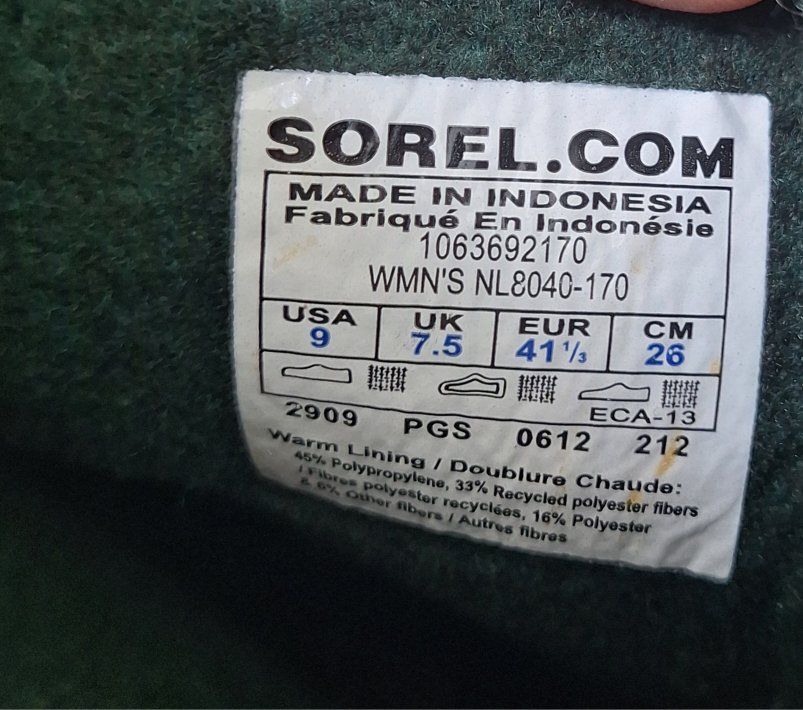 SOREL.COM
MADE IN INDONESIA
Fabriqué En Indonésie
1063692170
WMN'S NL8040-170
USA UK EUR CM
9 7.5 41 1/3 26
ECA-13
2909 PGS 0612 212
Warm Lining / Doublure Chaude:
45% Polypropylene, 33% Recycled polyester fibers
/ Fibres polyester recyclées, 16% Polyester
& 6% Other fibers / Autres fibres